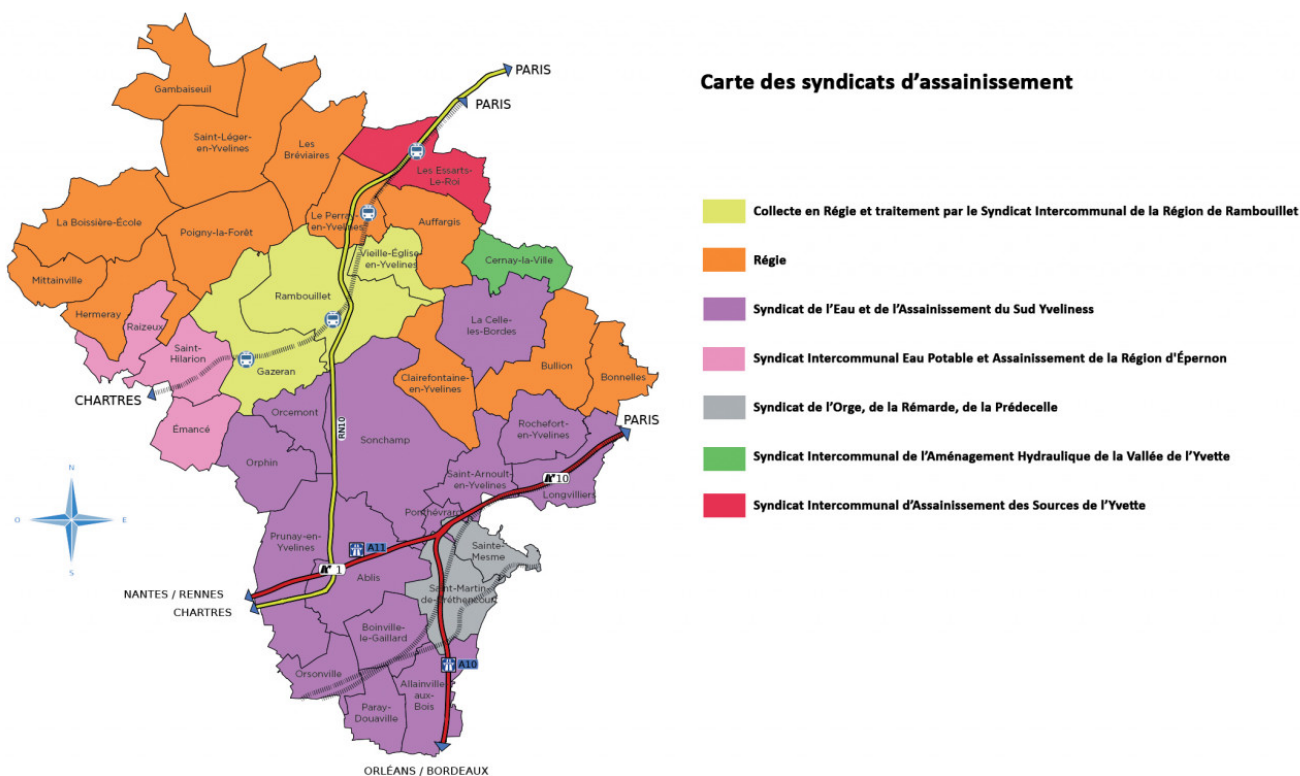 Carte des syndicats d'assainissement
Collecte en Régie et traitement par le Syndicat Intercommunal de la Région de Rambouillet
Régie
Syndicat de l'Eau et de l'Assainissement du Sud Yveliness
Syndicat Intercommunal Eau Potable et Assainissement de la Région d'Épernon
Syndicat de l'Orge, de la Rémarde, de la Prédecelle
Syndicat Intercommunal de l'Aménagement Hydraulique de la Vallée de l'Yvette
Syndicat Intercommunal d'Assainissement des Sources de l'Yvette
PARIS
PARIS
Gambaiseuil
Saint-Léger-
en-Yvelines
Les
Bréviaires
Les Essarts-
Le-Roi
La Boissière-École
Poigny-la-Forêt
Le Perray-
en-Yvelines
Auffargis
Vieille-Église-
en-Yvelines
Cernay-la-Ville
Mittainville
Rambouillet
Hermeray
Raizeux
La Celle-
les-Bordes
Saint-
Hilarion
Gazeran
Clairefontaine-
en-Yvelines
Bullion
Bonnelles
CHARTRES
Émancé
Orcemont
RN10
Sonchamp
Rochefort-
en-Yvelines
PARIS
Orphin
Saint-Arnoult-
en-Yvelines
10
Longvilliers
Ponthévrard
Prunay-en-
Yvelines
A11
Sainte-
Mesme
1
Ablis
Saint-Martin-
de-Bréthencourt
NANTES / RENNES
CHARTRES
Boinville-
le-Gaillard
Orsonville
A10
Allainville-
aux-
Bois
Paray-
Douaville
ORLÉANS / BORDEAUX
N
O
E
S